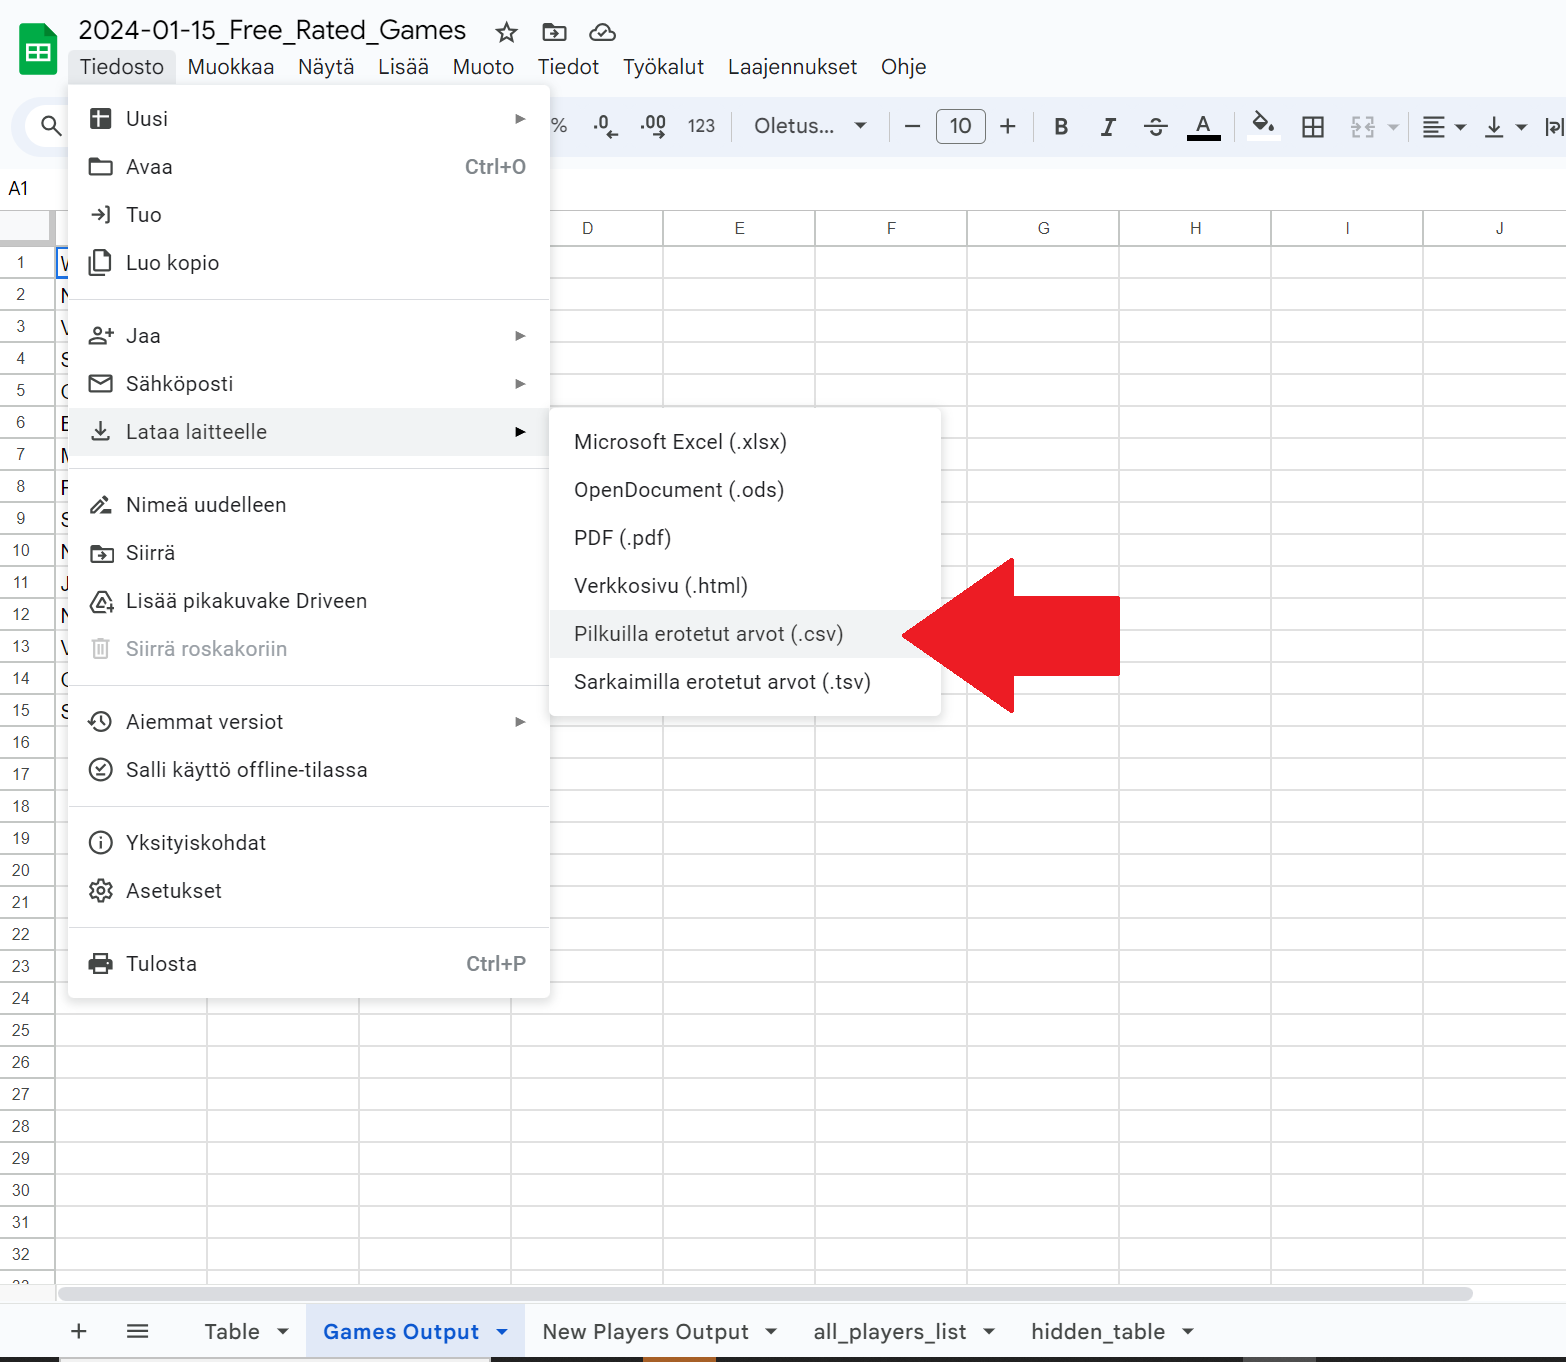 2024-01-15_Free_Rated_Games
Tiedosto Muokkaa Näytä Lisää Muoto Tiedot Työkalut Laajennukset Ohje
% .0 .00 123 Oletus... 10 B I S A
A1
D E F G H I J
Uusi
Avaa Ctrl+O
Tuo
Luo kopio
Jaa
Sähköposti
Lataa laitteelle
Nimeä uudelleen
Siirrä
Lisää pikakuvake Driveen
Siirrä roskakoriin
Aiemmat versiot
Salli käyttö offline-tilassa
Yksityiskohdat
Asetukset
Tulosta Ctrl+P
Microsoft Excel (.xlsx)
OpenDocument (.ods)
PDF (.pdf)
Verkkosivu (.html)
Pilkuilla erotetut arvot (.csv)
Sarkaimilla erotetut arvot (.tsv)
1
2
3
4
5
6
7
8
9
10
11
12
13
14
15
16
17
18
19
20
21
22
23
24
25
26
27
28
29
30
31
32
Table Games Output New Players Output all_players_list hidden_table